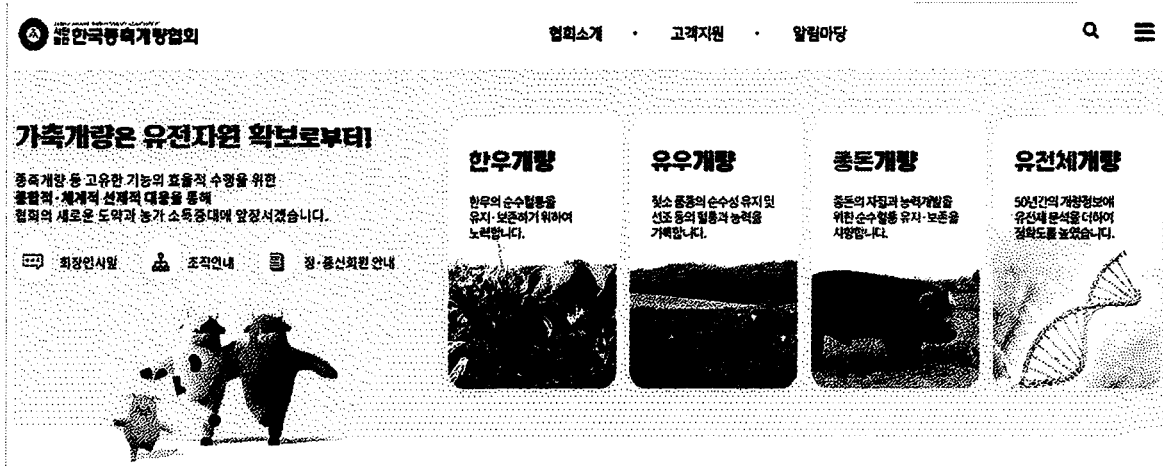 한국종축개량협회
협회소개 · 고객지원 · 알림마당
가축개량은 유전자원 확보로부터!
종축개량 등 고유한 기능의 효율적 수행을 위한
종합적·체계적 선제적 대응을 통해
협회의 새로운 도약과 농가 소득증대에 앞장서겠습니다.
회장인사말
조직안내
정·종신회원 안내
한우개량
한우의 순수혈통을
유지·보존하기 위하여
노력합니다.
유우개량
젖소 품종의 순수성 유지 및
선조 등의 혈통과 능력을
기록합니다.
종돈개량
종돈의 자질과 능력개발을
위한 순수혈통 유지·보존을
지향합니다.
유전체개량
50년간의 개량정보에
유전체 분석을 더하여
정확도를 높였습니다.